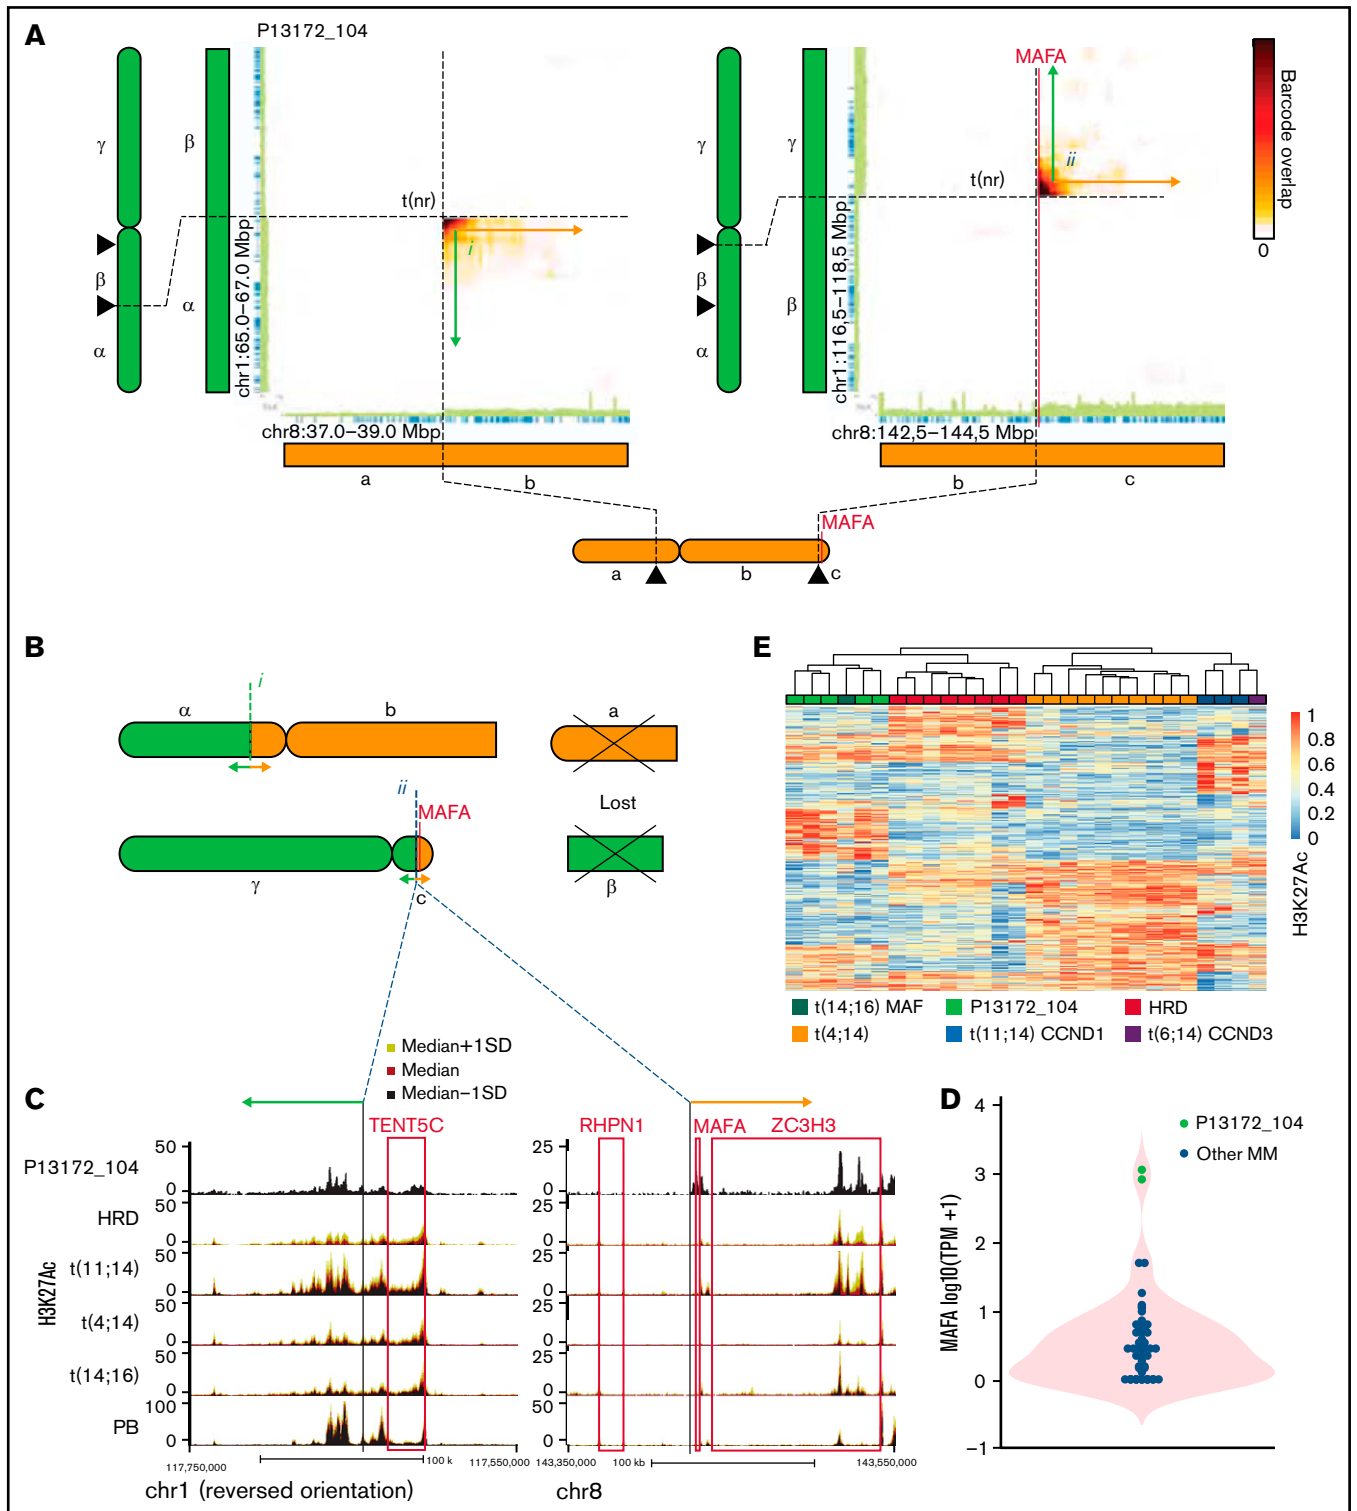 A
P13172_104
γ
β
α
β
α
chr1:65.0–67.0 Mbp
t(nr)
i
chr8:37.0–39.0 Mbp
a
b
γ
β
α
γ
β
chr1:116,5–118,5 Mbp
MAFA
t(nr)
ii
chr8:142,5–144,5 Mbp
b
c
Barcode overlap
0
MAFA
a
b
c
B
i
α
b
a
ii
MAFA
Lost
γ
c
β
E
1
0.8
0.6
0.4
0.2
0
H3K27Ac
t(14;16) MAF
P13172_104
HRD
t(4;14)
t(11;14) CCND1
t(6;14) CCND3
Median+1SD
Median
Median−1SD
C
TENT5C
RHPN1
MAFA
ZC3H3
H3K27Ac
P13172_104
50
0
25
0
HRD
50
0
25
0
t(11;14)
50
0
25
0
t(4;14)
50
0
25
0
t(14;16)
50
0
25
0
PB
100
0
50
0
117,750,000
100 k
117,550,000
143,350,000
100 kb
143,550,000
chr1 (reversed orientation)
chr8
D
4
3
2
1
0
−1
MAFA log10(TPM +1)
P13172_104
Other MM